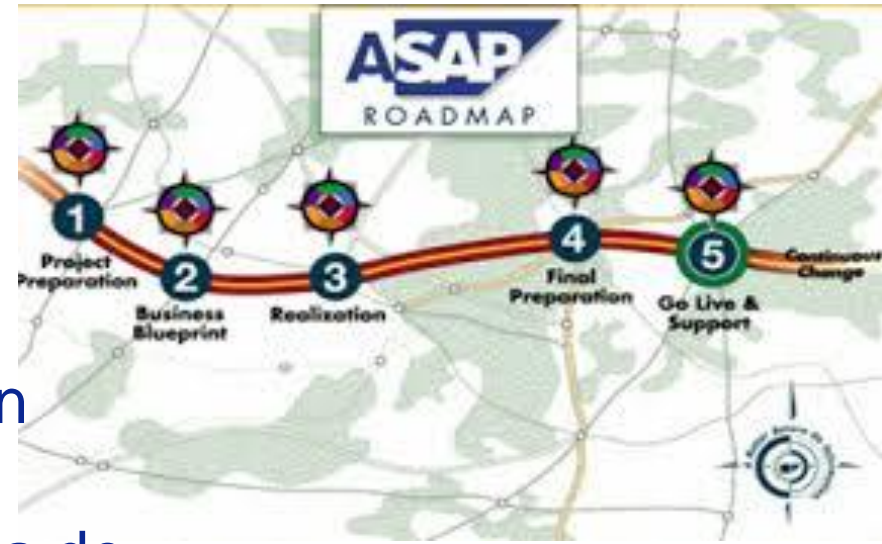 ASAP
ROADMAP
1
Project
Preparation
2
Business
Blueprint
3
Realization
4
Final
Preparation
5
Go Live &
Support
Continuous
Change
n